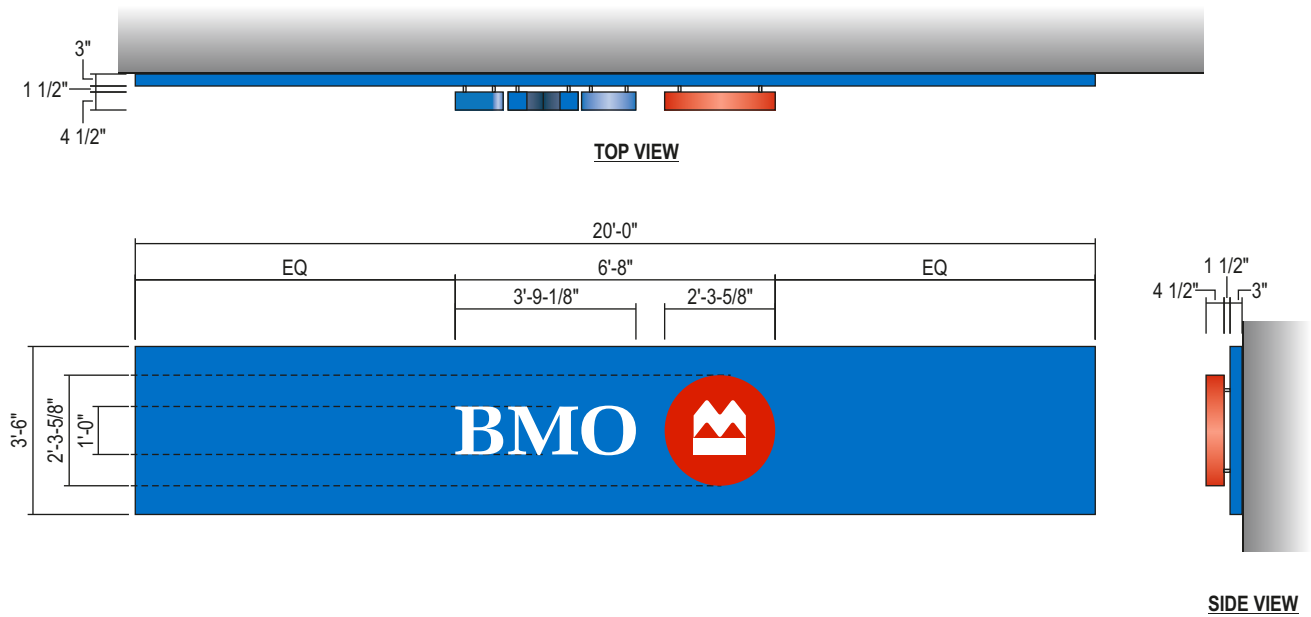 3"
1 1/2"
4 1/2"
TOP VIEW
20'-0"
EQ 6'-8" EQ
3'-9-1/8" 2'-3-5/8"
1 1/2"
4 1/2" 3"
3'-6"
2'-3-5/8"
1'-0"
BMO
SIDE VIEW